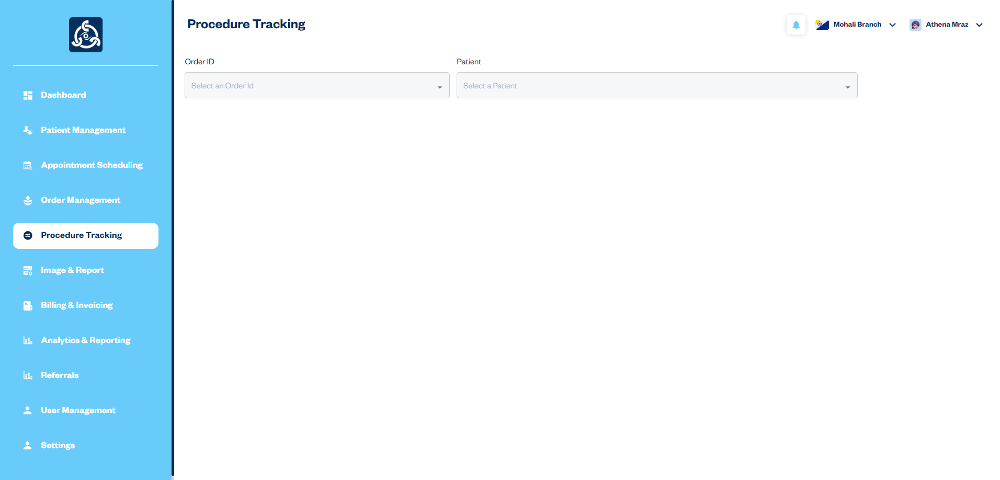 Procedure Tracking
Mohali Branch
Athena Mraz
Order ID
Patient
Select an Order Id
Select a Patient
Dashboard
Patient Management
Appointment Scheduling
Order Management
Procedure Tracking
Image & Report
Billing & Invoicing
Analytics & Reporting
Referrals
User Management
Settings